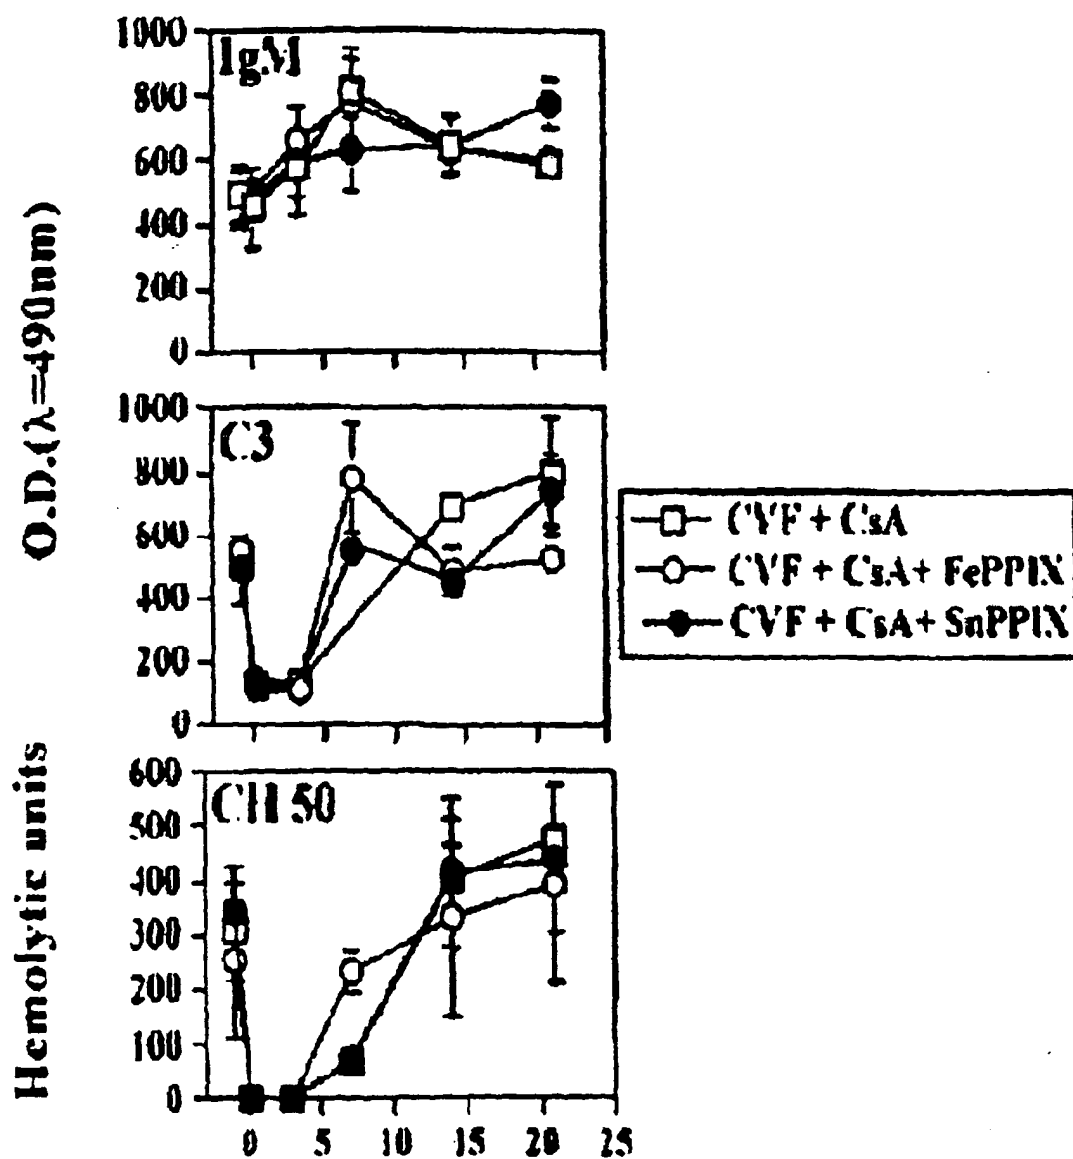 O.D.(λ=490nm)
1000
800
600
400
200
0
IgM
1000
800
600
400
200
0
C3
CVF + CsA
CVF + CsA+ FePPIX
CVF + CsA+ SnPPIX
Hemolytic units
600
500
400
300
200
100
0
CH 50
0 5 10 15 20 25